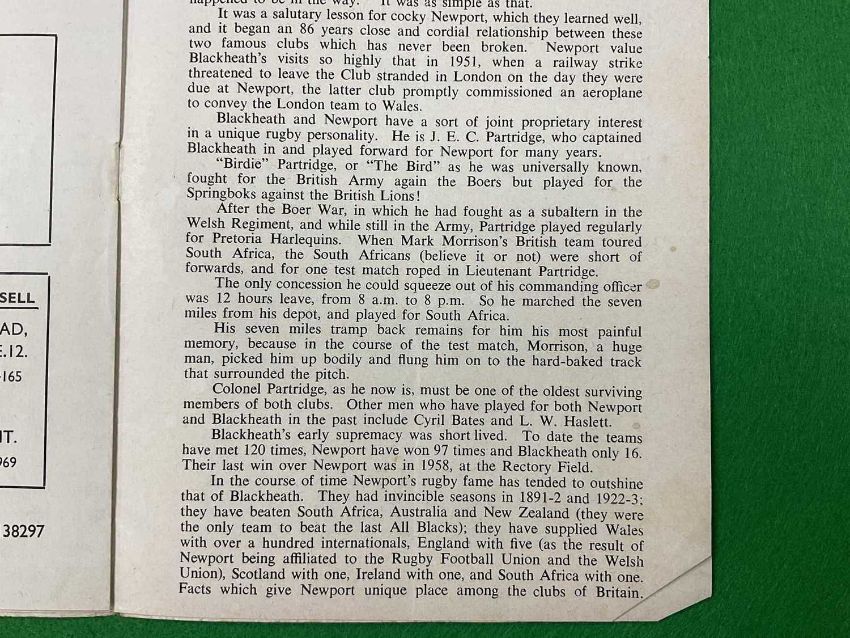 happened to be in the way. It was as simple as that.
It was a salutary lesson for cocky Newport, which they learned well,
and it began an 86 years close and cordial relationship between these
two famous clubs which has never been broken. Newport value
Blackheath's visits so highly that in 1951, when a railway strike
threatened to leave the Club stranded in London on the day they were
due at Newport, the latter club promptly commissioned an aeroplane
to convey the London team to Wales.
Blackheath and Newport have a sort of joint proprietary interest
in a unique rugby personality. He is J. E. C. Partridge, who captained
Blackheath in and played forward for Newport for many years.
"Birdie" Partridge, or "The Bird" as he was universally known,
fought for the British Army again the Boers but played for the
Springboks against the British Lions!
After the Boer War, in which he had fought as a subaltern in the
Welsh Regiment, and while still in the Army, Partridge played regularly
for Pretoria Harlequins. When Mark Morrison's British team toured
South Africa, the South Africans (believe it or not) were short of
forwards, and for one test match roped in Lieutenant Partridge.
The only concession he could squeeze out of his commanding officer
was 12 hours leave, from 8 a.m. to 8 p.m. So he marched the seven
miles from his depot, and played for South Africa.
His seven miles tramp back remains for him his most painful
memory, because in the course of the test match, Morrison, a huge
man, picked him up bodily and flung him on to the hard-baked track
that surrounded the pitch.
Colonel Partridge, as he now is, must be one of the oldest surviving
members of both clubs. Other men who have played for both Newport
and Blackheath in the past include Cyril Bates and L. W. Haslett.
Blackheath's early supremacy was short lived. To date the teams
have met 120 times, Newport have won 97 times and Blackheath only 16.
Their last win over Newport was in 1958, at the Rectory Field.
In the course of time Newport's rugby fame has tended to outshine
that of Blackheath. They had invincible seasons in 1891-2 and 1922-3;
they have beaten South Africa, Australia and New Zealand (they were
the only team to beat the last All Blacks); they have supplied Wales
with over a hundred internationals, England with five (as the result of
Newport being affiliated to the Rugby Football Union and the Welsh
Union), Scotland with one, Ireland with one, and South Africa with one.
Facts which give Newport unique place among the clubs of Britain.
SELL
AD,
E.12.
-165
IT.
969
38297